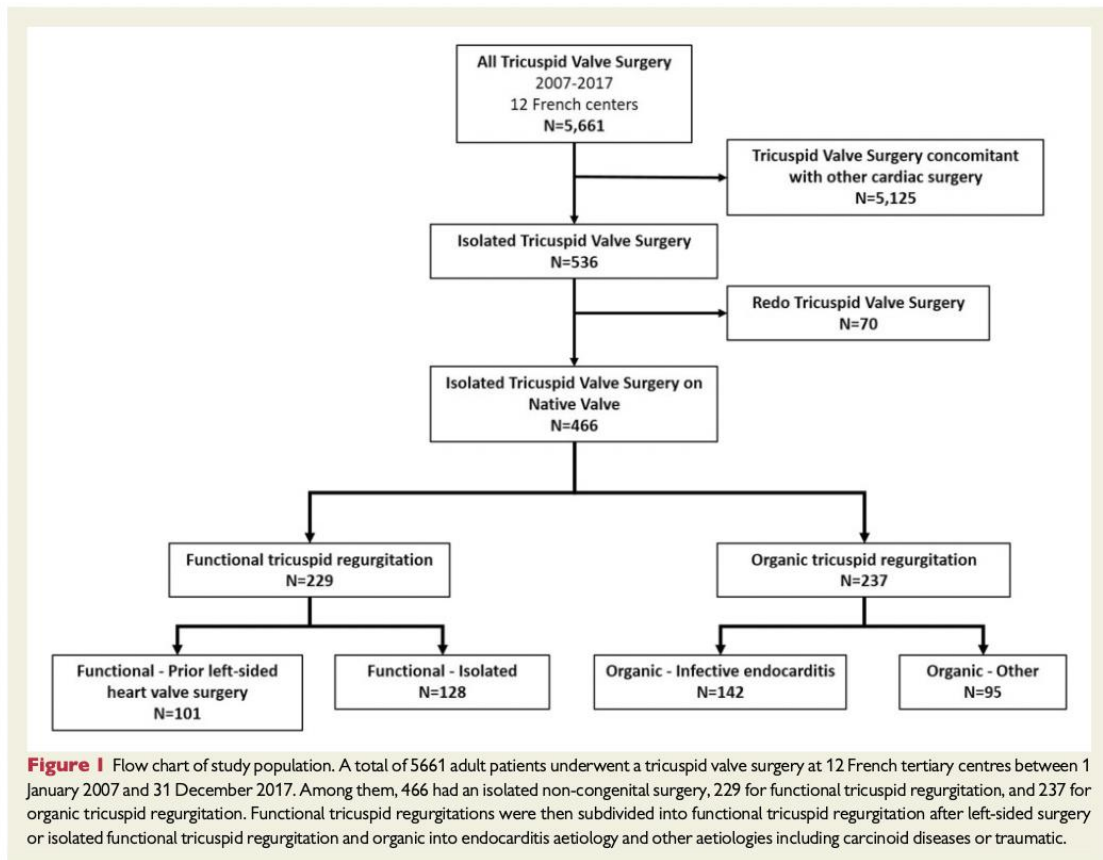 All Tricuspid Valve Surgery
2007-2017
12 French centers
N=5,661
Tricuspid Valve Surgery concomitant
with other cardiac surgery
N=5,125
Isolated Tricuspid Valve Surgery
N=536
Redo Tricuspid Valve Surgery
N=70
Isolated Tricuspid Valve Surgery on
Native Valve
N=466
Functional tricuspid regurgitation
N=229
Organic tricuspid regurgitation
N=237
Functional - Prior left-sided
heart valve surgery
N=101
Functional - Isolated
N=128
Organic - Infective endocarditis
N=142
Organic - Other
N=95
Figure 1 Flow chart of study population. A total of 5661 adult patients underwent a tricuspid valve surgery at 12 French tertiary centres between 1
January 2007 and 31 December 2017. Among them, 466 had an isolated non-congenital surgery, 229 for functional tricuspid regurgitation, and 237 for
organic tricuspid regurgitation. Functional tricuspid regurgitations were then subdivided into functional tricuspid regurgitation after left-sided surgery
or isolated functional tricuspid regurgitation and organic into endocarditis aetiology and other aetiologies including carcinoid diseases or traumatic.